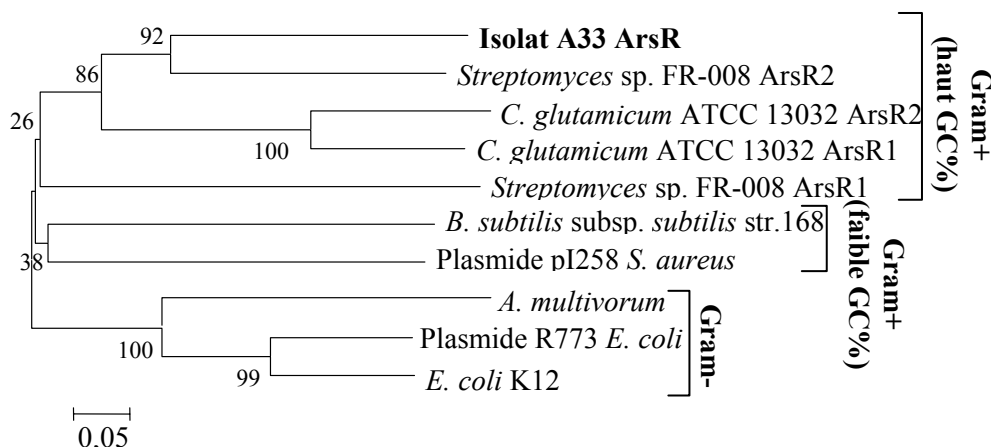 92
Isolat A33 ArsR
86
Streptomyces sp. FR-008 ArsR2
26
C. glutamicum ATCC 13032 ArsR2
100
C. glutamicum ATCC 13032 ArsR1
Streptomyces sp. FR-008 ArsR1
Gram+
(haut GC%)
B. subtilis subsp. subtilis str.168
38
Plasmide pI258 S. aureus
Gram+
(faible GC%)
A. multivorum
100
Plasmide R773 E. coli
99
E. coli K12
Gram-
0,05